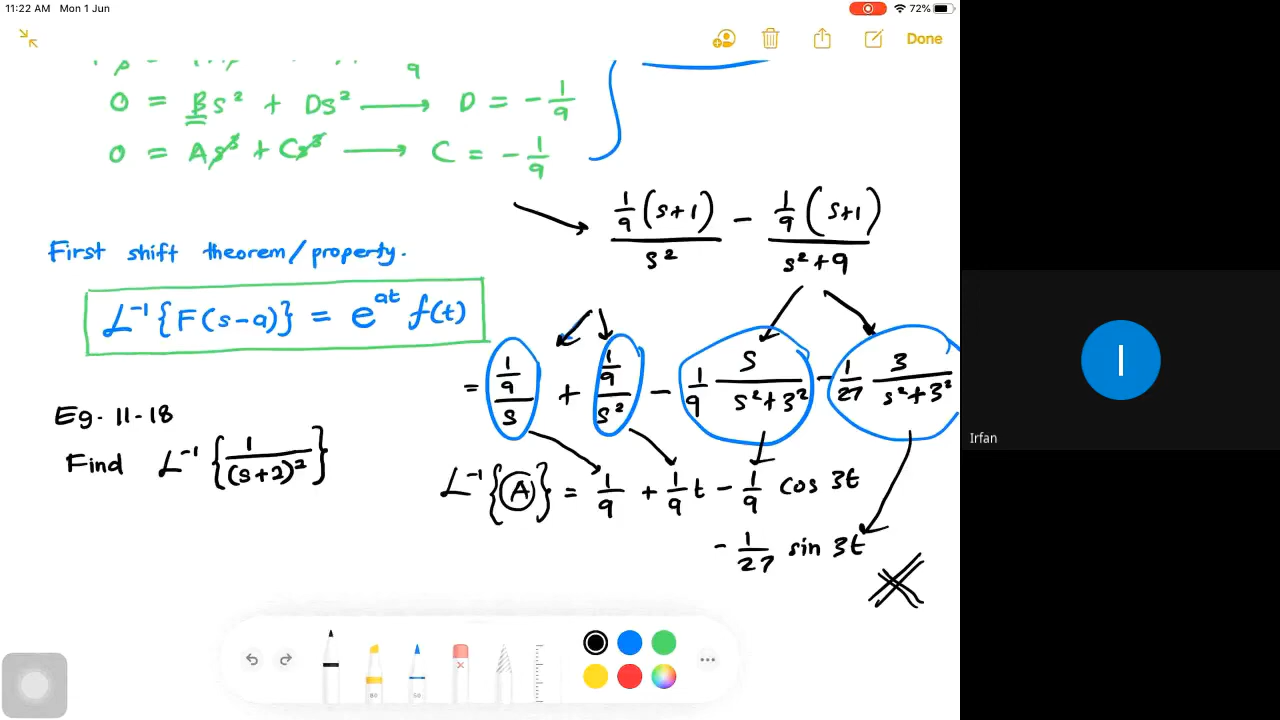 11:22 AM Mon 1 Jun
72%
Done
9
0 = Bs² + Ds² → D = -1/9
0 = As³ + Cs³ → C = -1/9
1/9 (s+1) / s² - 1/9 (s+1) / s²+9
First shift theorem/property.
L⁻¹{F(s-a)} = e^at f(t)
= 1/9 / s + 1/9 / s² - 1/9 s / s²+3² - 1/27 3 / s²+3²
Eg. 11-18
Find L⁻¹{1/(s+2)²}
L⁻¹{A} = 1/9 + 1/9 t - 1/9 cos 3t
- 1/27 sin 3t
I
Irfan
80
50